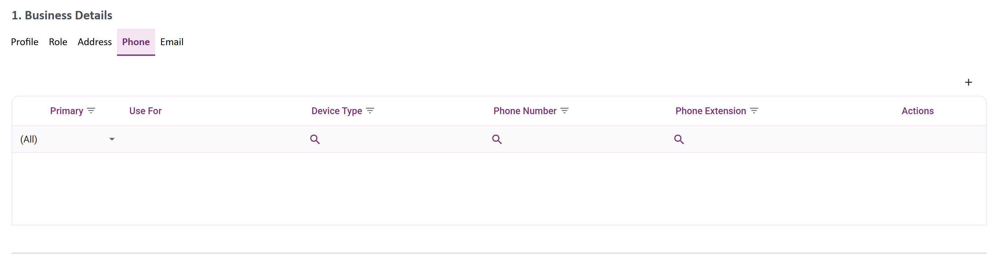 1. Business Details
Profile Role Address Phone Email
+
Primary Use For Device Type Phone Number Phone Extension Actions
(All)